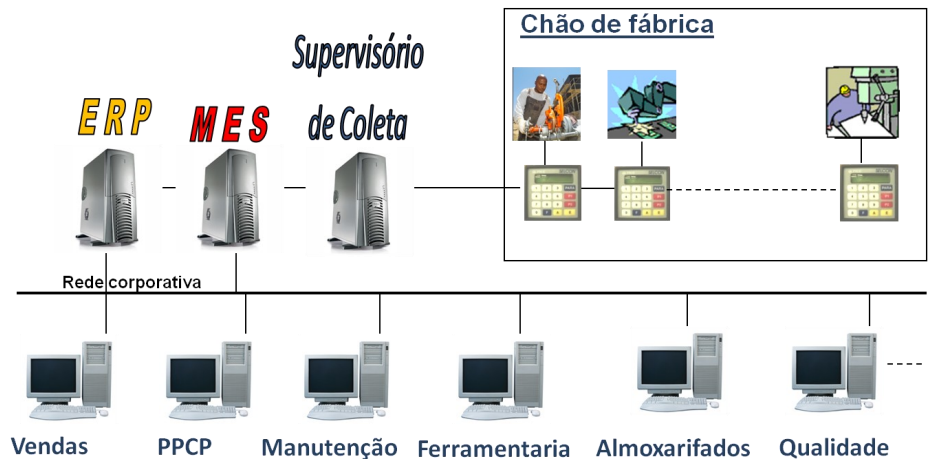 Chão de fábrica
Supervisório
de Coleta
ERP
MES
Rede corporativa
Vendas
PPCP
Manutenção
Ferramentaria
Almoxarifados
Qualidade